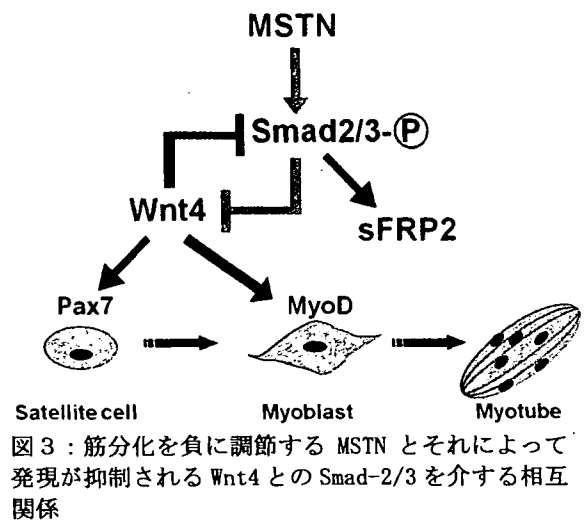 MSTN
Smad2/3-Ⓟ
Wnt4
sFRP2
Pax7
MyoD
Satellite cell
Myoblast
Myotube
図3：筋分化を負に調節する MSTN とそれによって
発現が抑制される Wnt4 との Smad-2/3 を介する相互
関係